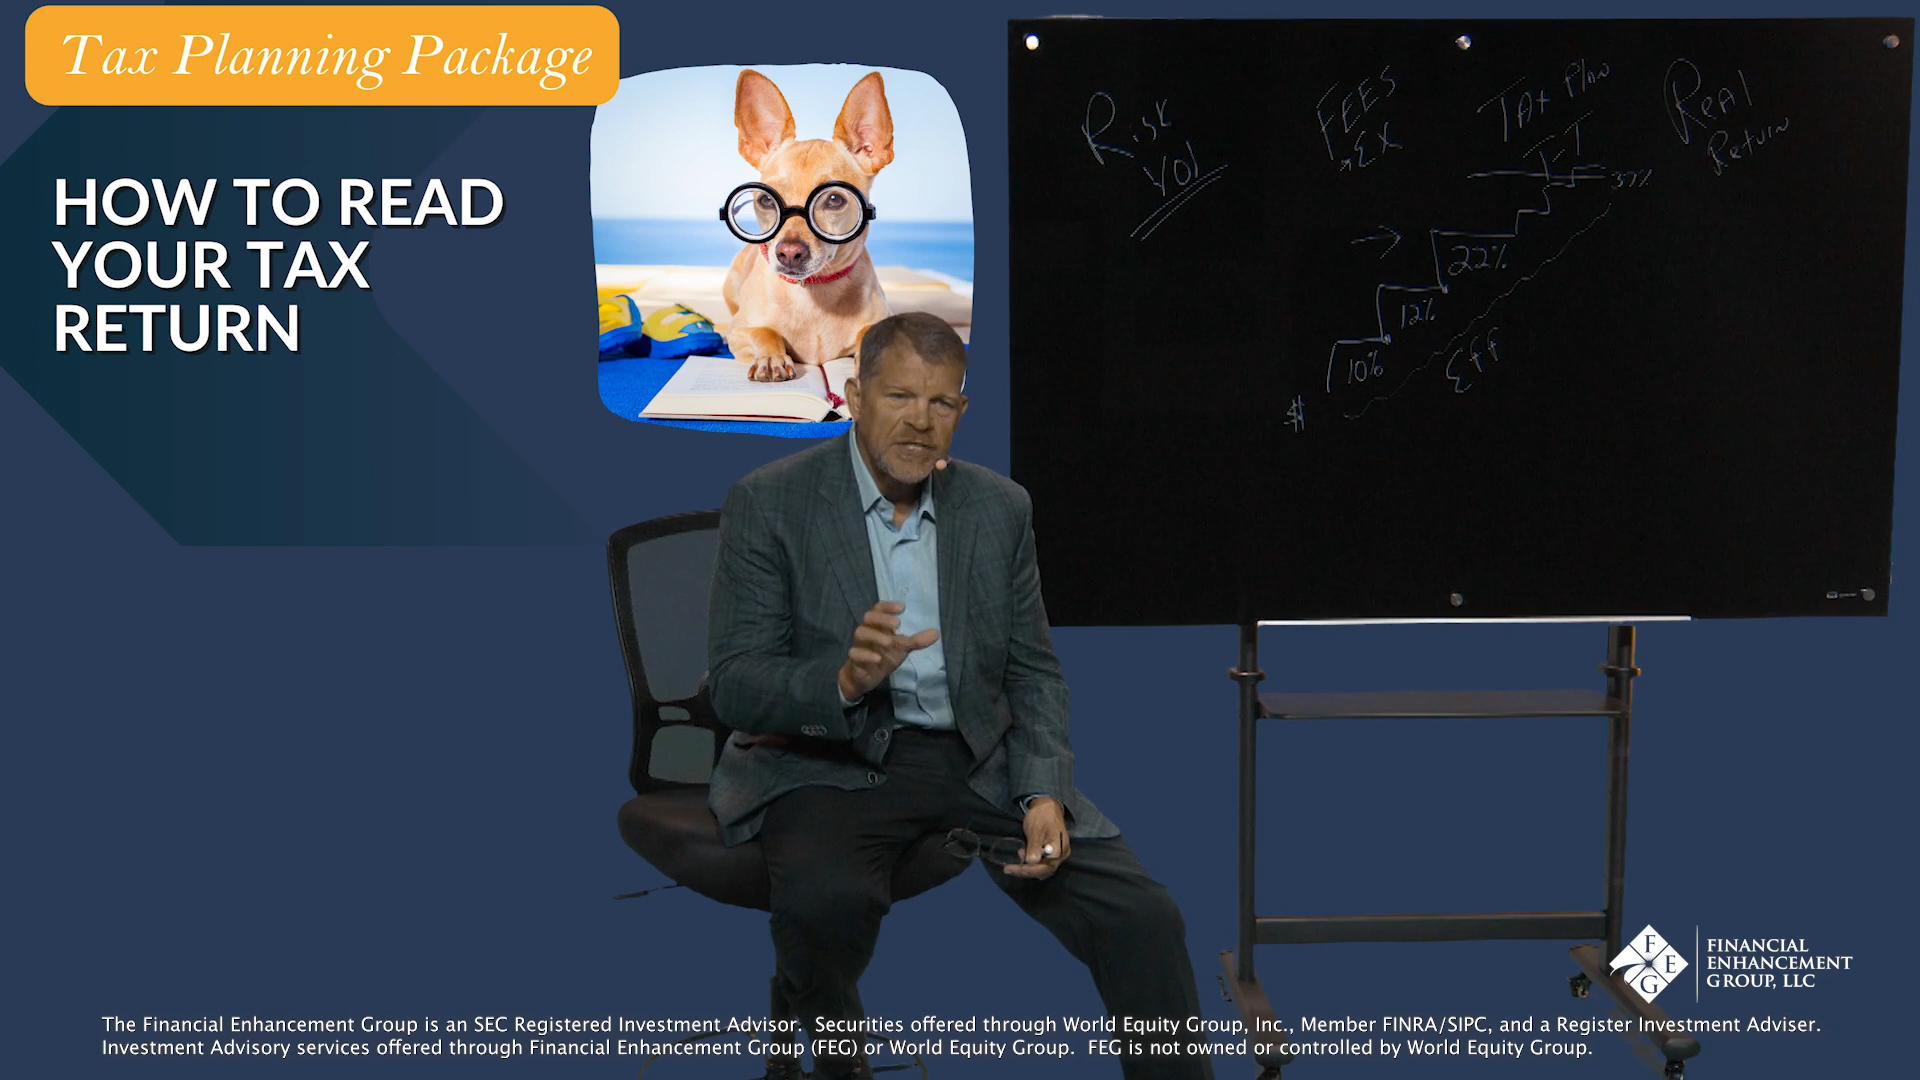 Tax Planning Package
HOW TO READ
YOUR TAX
RETURN
Risk
Vol
FEES
EX
TAx Plan
Real
Return
37%
22%
12%
10%
Eff
$
F
E
G
FINANCIAL
ENHANCEMENT
GROUP, LLC
The Financial Enhancement Group is an SEC Registered Investment Advisor. Securities offered through World Equity Group, Inc., Member FINRA/SIPC, and a Register Investment Adviser.
Investment Advisory services offered through Financial Enhancement Group (FEG) or World Equity Group. FEG is not owned or controlled by World Equity Group.